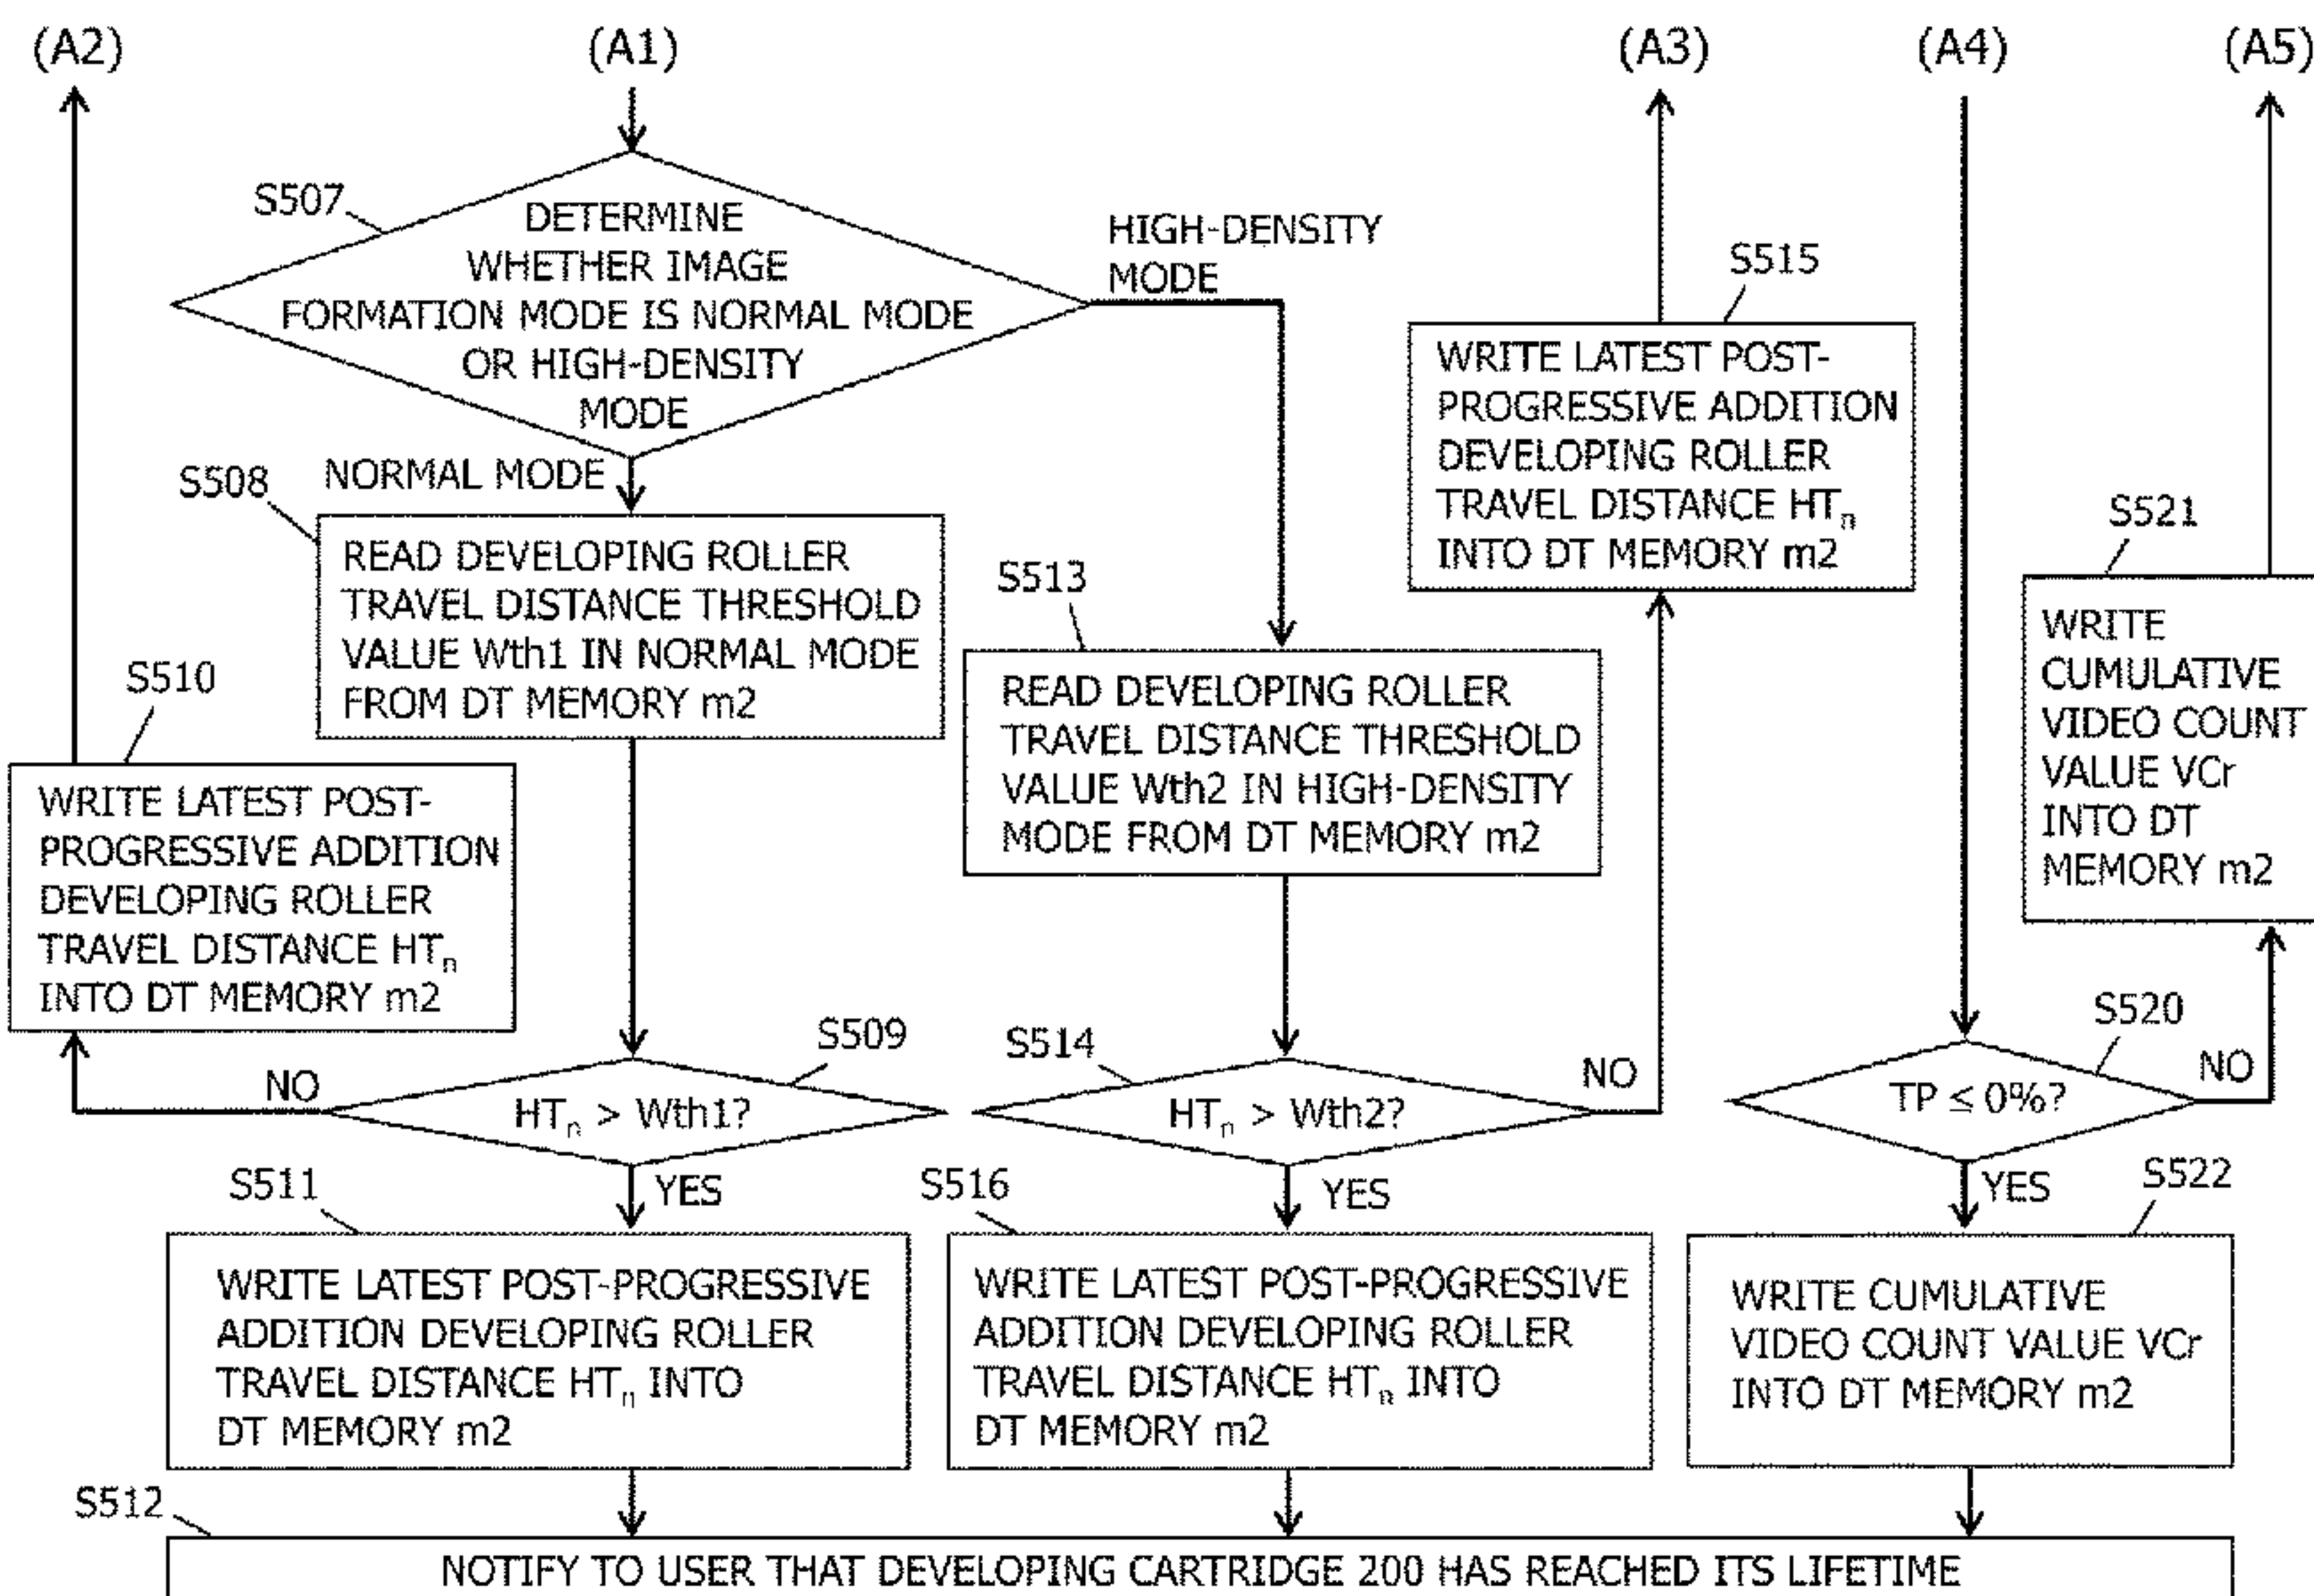 (A2)
(A1)
(A3)
(A4)
(A5)
S507
DETERMINE
WHETHER IMAGE
FORMATION MODE IS NORMAL MODE
OR HIGH-DENSITY
MODE
HIGH-DENSITY
MODE
NORMAL MODE
S508
READ DEVELOPING ROLLER
TRAVEL DISTANCE THRESHOLD
VALUE Wth1 IN NORMAL MODE
FROM DT MEMORY m2
S510
WRITE LATEST POST-
PROGRESSIVE ADDITION
DEVELOPING ROLLER
TRAVEL DISTANCE HTn
INTO DT MEMORY m2
S509
HTn > Wth1?
NO
YES
S511
WRITE LATEST POST-PROGRESSIVE
ADDITION DEVELOPING ROLLER
TRAVEL DISTANCE HTn INTO
DT MEMORY m2
S513
READ DEVELOPING ROLLER
TRAVEL DISTANCE THRESHOLD
VALUE Wth2 IN HIGH-DENSITY
MODE FROM DT MEMORY m2
S514
HTn > Wth2?
NO
YES
S515
WRITE LATEST POST-
PROGRESSIVE ADDITION
DEVELOPING ROLLER
TRAVEL DISTANCE HTn
INTO DT MEMORY m2
S516
WRITE LATEST POST-PROGRESSIVE
ADDITION DEVELOPING ROLLER
TRAVEL DISTANCE HTn INTO
DT MEMORY m2
S520
TP ≤ 0%?
NO
YES
S521
WRITE
CUMULATIVE
VIDEO COUNT
VALUE VCr
INTO DT
MEMORY m2
S522
WRITE CUMULATIVE
VIDEO COUNT VALUE VCr
INTO DT MEMORY m2
S512
NOTIFY TO USER THAT DEVELOPING CARTRIDGE 200 HAS REACHED ITS LIFETIME